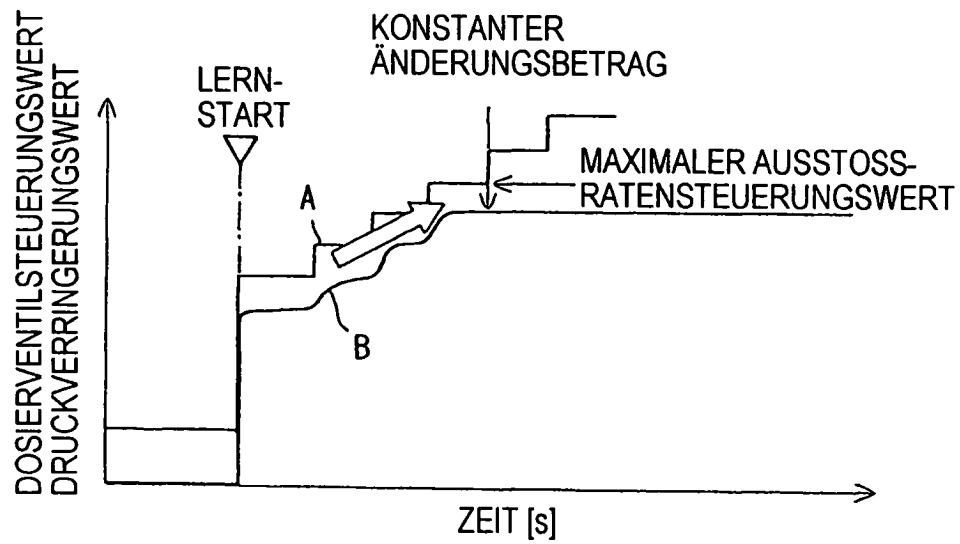 KONSTANTER
ÄNDERUNGSBETRAG
LERN-
START
MAXIMALER AUSSTOSS-
RATENSTEUERUNGSWERT
A
B
DOSIERVENTILSTEUERUNGSWERT
DRUCKVERRINGERUNGSWERT
ZEIT [s]